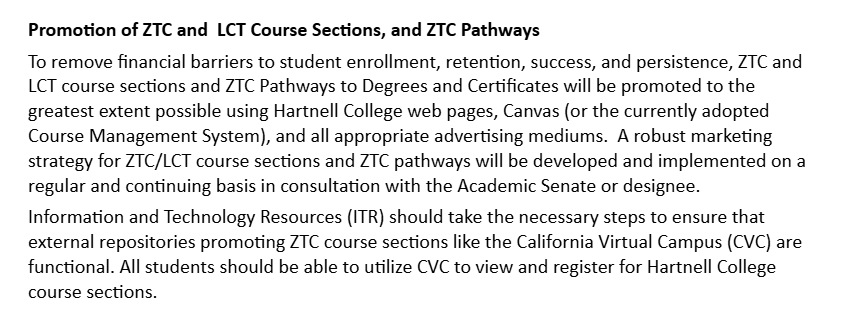 Promotion of ZTC and  LCT Course Sections, and ZTC Pathways
To remove financial barriers to student enrollment, retention, success, and persistence, ZTC and
LCT course sections and ZTC Pathways to Degrees and Certificates will be promoted to the
greatest extent possible using Hartnell College web pages, Canvas (or the currently adopted
Course Management System), and all appropriate advertising mediums.  A robust marketing
strategy for ZTC/LCT course sections and ZTC pathways will be developed and implemented on a
regular and continuing basis in consultation with the Academic Senate or designee.
Information and Technology Resources (ITR) should take the necessary steps to ensure that
external repositories promoting ZTC course sections like the California Virtual Campus (CVC) are
functional. All students should be able to utilize CVC to view and register for Hartnell College
course sections.